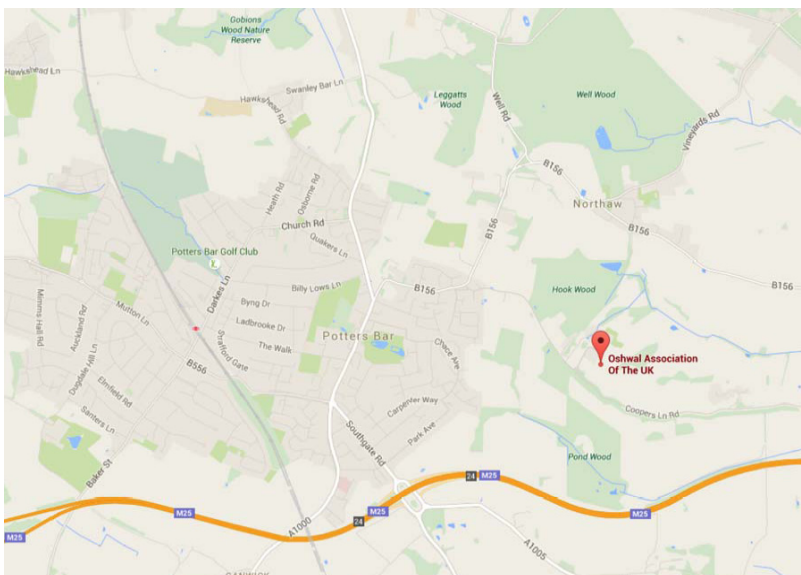 Gobions
Wood Nature
Reserve
Hawkshead Ln
Swanley Bar Ln
Hawkshead Rd
Leggatts
Wood
Well Rd
Well Wood
Vineyards Rd
B156
Northaw
Heath Rd
Osborne Rd
Church Rd
Quakers Ln
B156
B156
Potters Bar Golf Club
Darkes Ln
Billy Lows Ln
B156
B156
Hook Wood
Mimms Hall Rd
Auckland Rd
Mutton Ln
Byng Dr
Ladbrooke Dr
The Walk
Strafford Gate
Potters Bar
Chace Ave
Oshwal Association
Of The UK
Dugdale Hill Ln
B556
Elmfield Rd
Santers Ln
Carpenter Way
Park Ave
Coopers Ln Rd
Southgate Rd
Baker St
Pond Wood
24
M25
M25
M25
M25
24
A1000
M25
A1005